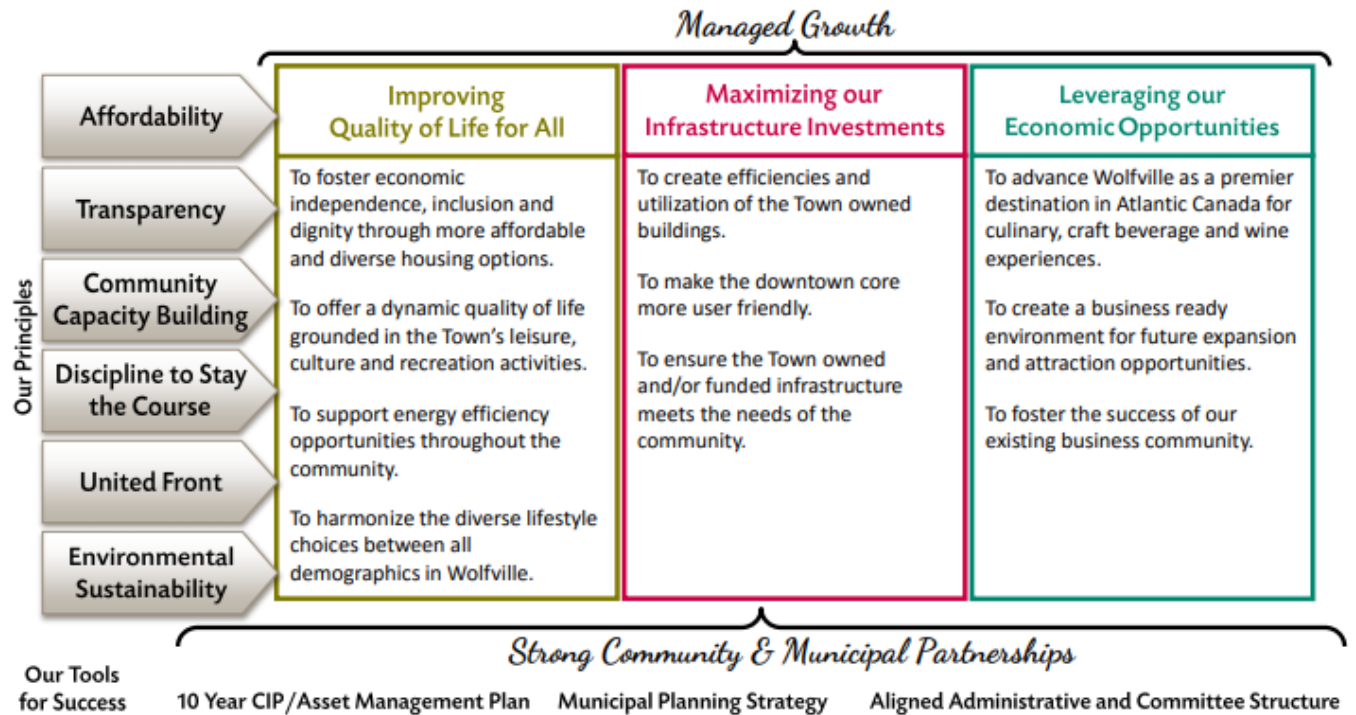 Managed Growth
Our Principles
Affordability
Transparency
Community
Capacity Building
Discipline to Stay
the Course
United Front
Environmental
Sustainability
Improving
Quality of Life for All
To foster economic
independence, inclusion and
dignity through more affordable
and diverse housing options.
To offer a dynamic quality of life
grounded in the Town's leisure,
culture and recreation activities.
To support energy efficiency
opportunities throughout the
community.
To harmonize the diverse lifestyle
choices between all
demographics in Wolfville.
Maximizing our
Infrastructure Investments
To create efficiencies and
utilization of the Town owned
buildings.
To make the downtown core
more user friendly.
To ensure the Town owned
and/or funded infrastructure
meets the needs of the
community.
Leveraging our
Economic Opportunities
To advance Wolfville as a premier
destination in Atlantic Canada for
culinary, craft beverage and wine
experiences.
To create a business ready
environment for future expansion
and attraction opportunities.
To foster the success of our
existing business community.
Strong Community & Municipal Partnerships
Our Tools
for Success
10 Year CIP/Asset Management Plan
Municipal Planning Strategy
Aligned Administrative and Committee Structure